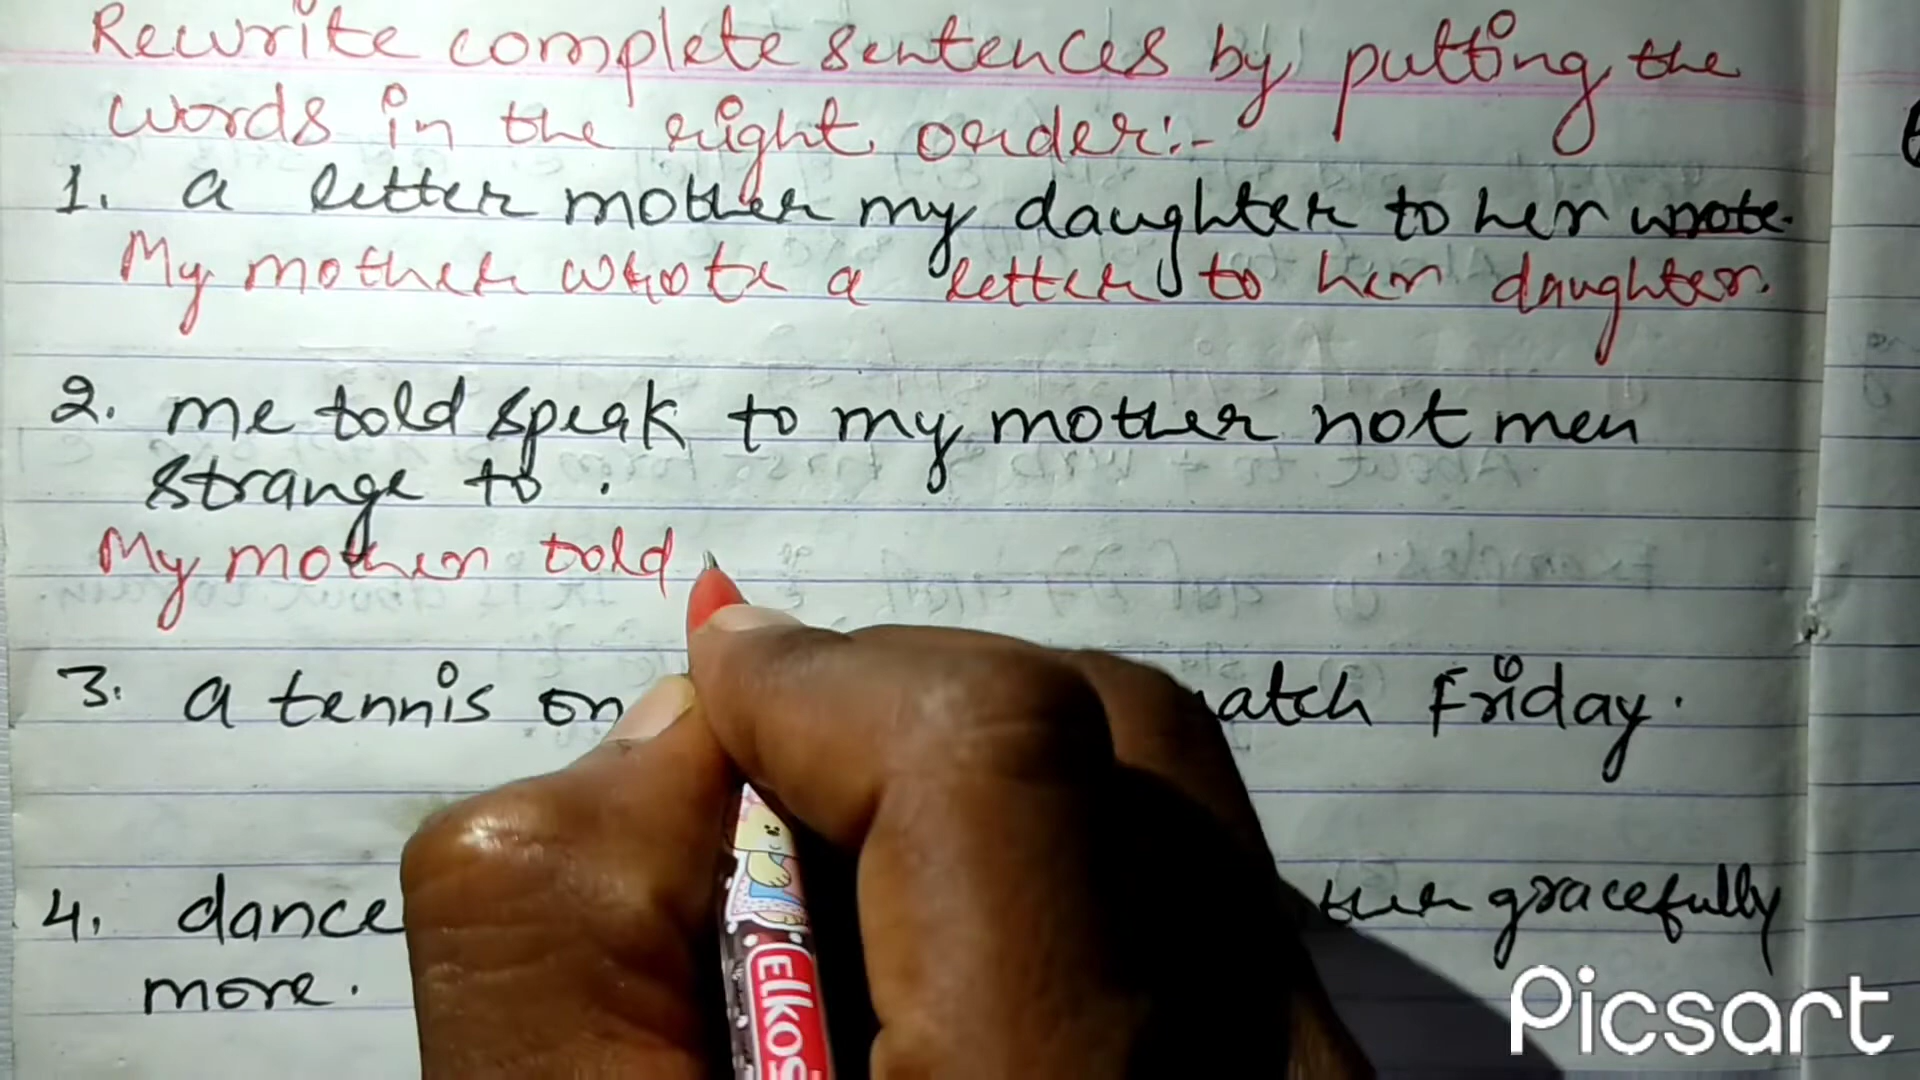 Rewrite complete sentences by putting the
words in the right order:-
1. a letter mother my daughter to her wrote.
My mother wrote a letter to her daughter.
2. me told speak to my mother not men
strange to.
My mother told
3. a tennis on atch Friday.
4. dance gracefully
more.
Elkos
Picsart